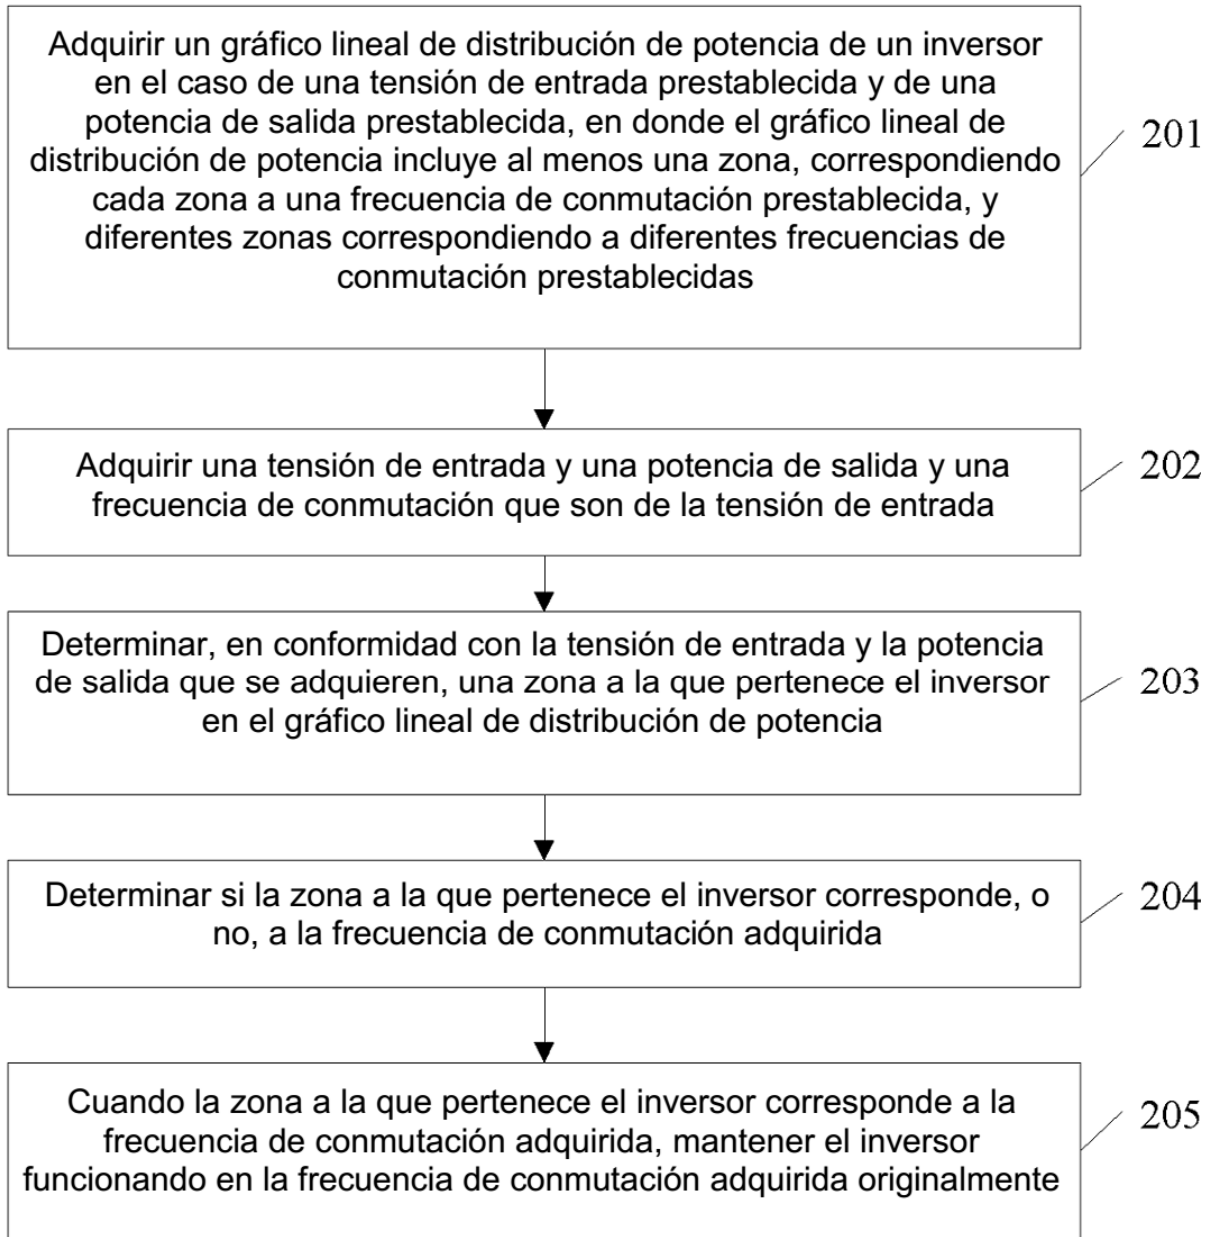 Adquirir un gráfico lineal de distribución de potencia de un inversor
en el caso de una tensión de entrada prestablecida y de una
potencia de salida prestablecida, en donde el gráfico lineal de
distribución de potencia incluye al menos una zona, correspondiendo
cada zona a una frecuencia de conmutación prestablecida, y
diferentes zonas correspondiendo a diferentes frecuencias de
conmutación prestablecidas
201
Adquirir una tensión de entrada y una potencia de salida y una
frecuencia de conmutación que son de la tensión de entrada
202
Determinar, en conformidad con la tensión de entrada y la potencia
de salida que se adquieren, una zona a la que pertenece el inversor
en el gráfico lineal de distribución de potencia
203
Determinar si la zona a la que pertenece el inversor corresponde, o
no, a la frecuencia de conmutación adquirida
204
Cuando la zona a la que pertenece el inversor corresponde a la
frecuencia de conmutación adquirida, mantener el inversor
funcionando en la frecuencia de conmutación adquirida originalmente
205